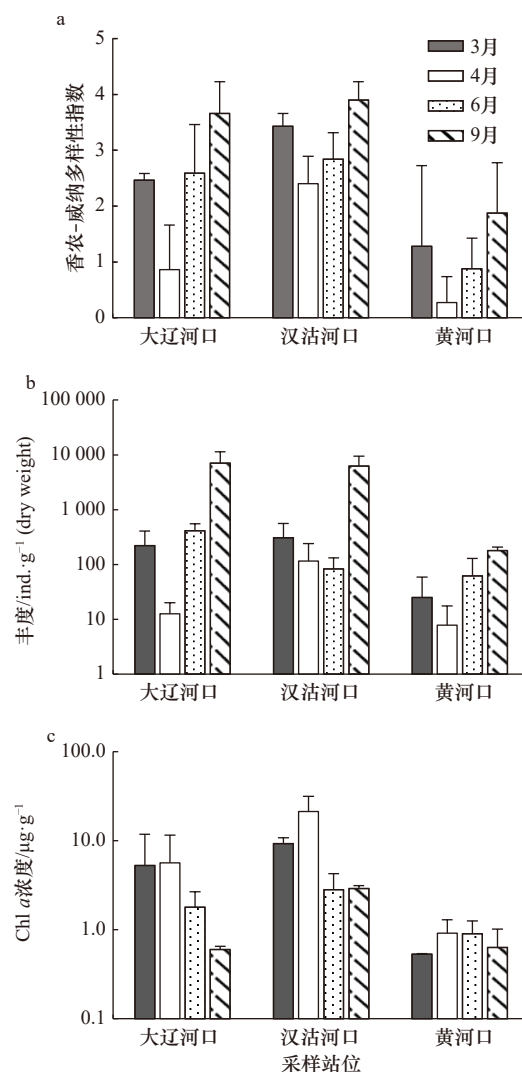 a
5
4
3
2
1
0
香农-威纳多样性指数
3月
4月
6月
9月
大辽河口 汉沽河口 黄河口
b
100 000
10 000
1 000
100
10
1
丰度/ind.·g⁻¹ (dry weight)
大辽河口 汉沽河口 黄河口
c
100.0
10.0
1.0
0.1
Chl a浓度/μg·g⁻¹
大辽河口 汉沽河口 黄河口
采样站位